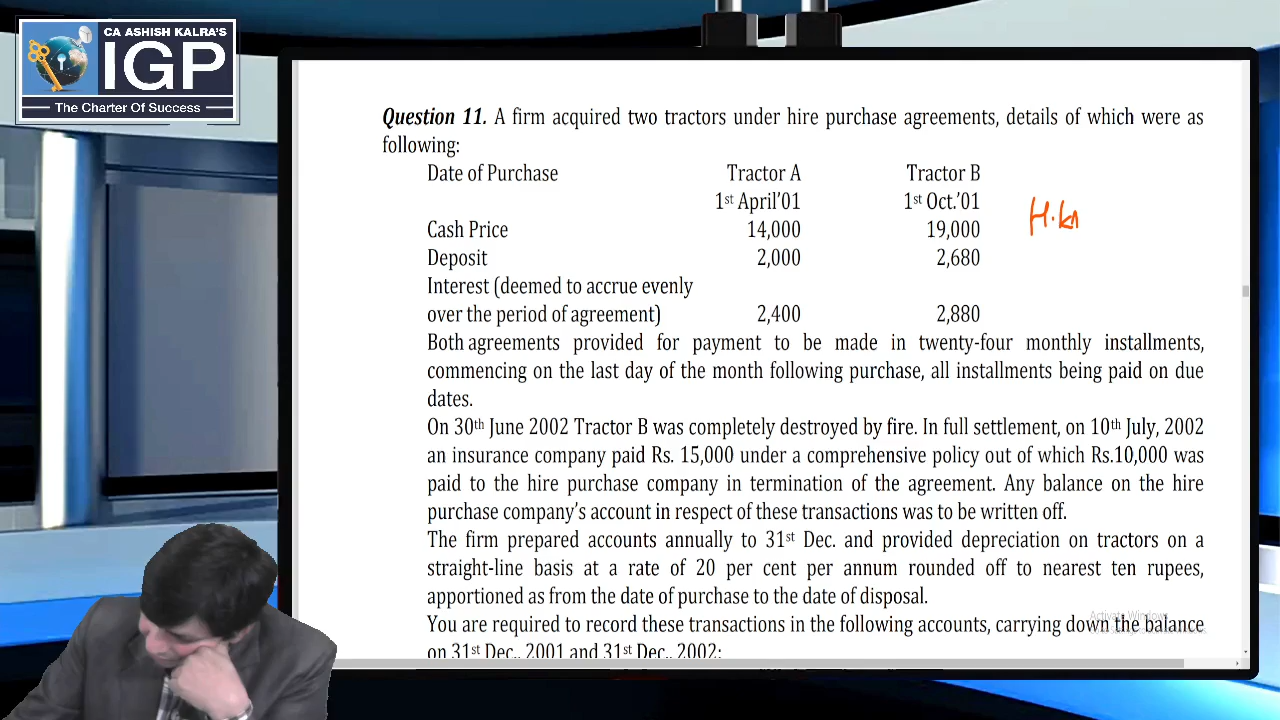 CA ASHISH KALRA'S
IGP
The Charter Of Success
Question 11. A firm acquired two tractors under hire purchase agreements, details of which were as
following:
Date of Purchase Tractor A Tractor B
1st April'01 1st Oct.'01
Cash Price 14,000 19,000
Deposit 2,000 2,680
Interest (deemed to accrue evenly
over the period of agreement) 2,400 2,880
Both agreements provided for payment to be made in twenty-four monthly installments,
commencing on the last day of the month following purchase, all installments being paid on due
dates.
On 30th June 2002 Tractor B was completely destroyed by fire. In full settlement, on 10th July, 2002
an insurance company paid Rs. 15,000 under a comprehensive policy out of which Rs.10,000 was
paid to the hire purchase company in termination of the agreement. Any balance on the hire
purchase company's account in respect of these transactions was to be written off.
The firm prepared accounts annually to 31st Dec. and provided depreciation on tractors on a
straight-line basis at a rate of 20 per cent per annum rounded off to nearest ten rupees,
apportioned as from the date of purchase to the date of disposal.
You are required to record these transactions in the following accounts, carrying down the balance
on 31st Dec., 2001 and 31st Dec., 2002:
Activate Windows